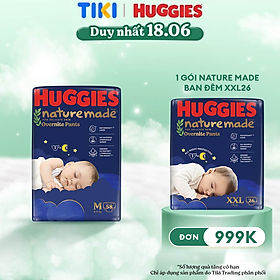 TIKI
HUGGIES
Duy nhất 18.06
1 GÓI NATURE MADE
BAN ĐÊM XXL26
HUGGIES
naturemade
Overnite Pants
M
58
HUGGIES
naturemade
Overnite Pants
XXL
26
ĐƠN
999K
*Số lượng quà tặng có hạn
Chỉ áp dụng sản phẩm do Tiki Trading phân phối